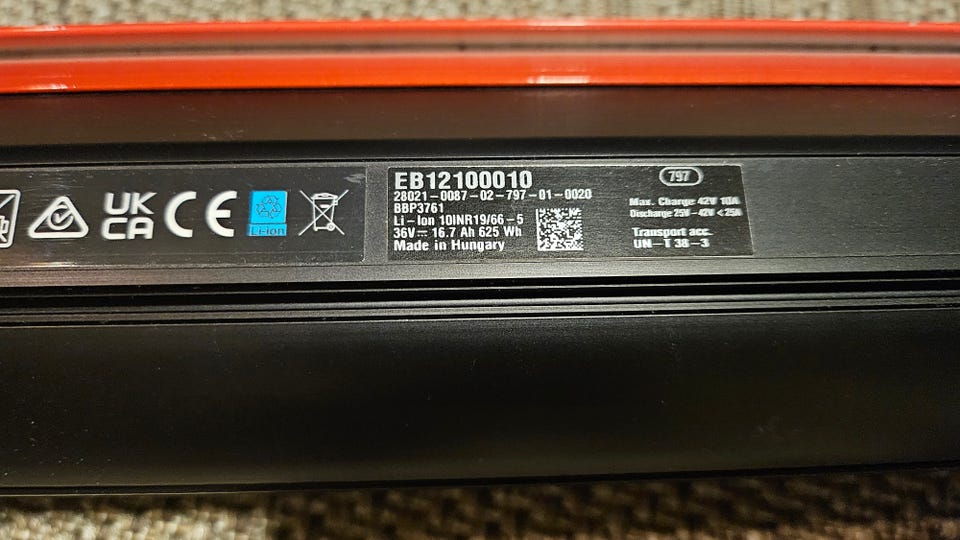 UK
CA
CE
Li-ion
EB12100010
28021-0087-02-797-01-0020
BBP3761
Li-Ion 10INR19/66-5
36V⎓ 16.7 Ah 625 Wh
Made in Hungary
797
Max. Charge 42V 10A
Discharge 25V-42V <25A
Transport acc.
UN-T 38-3